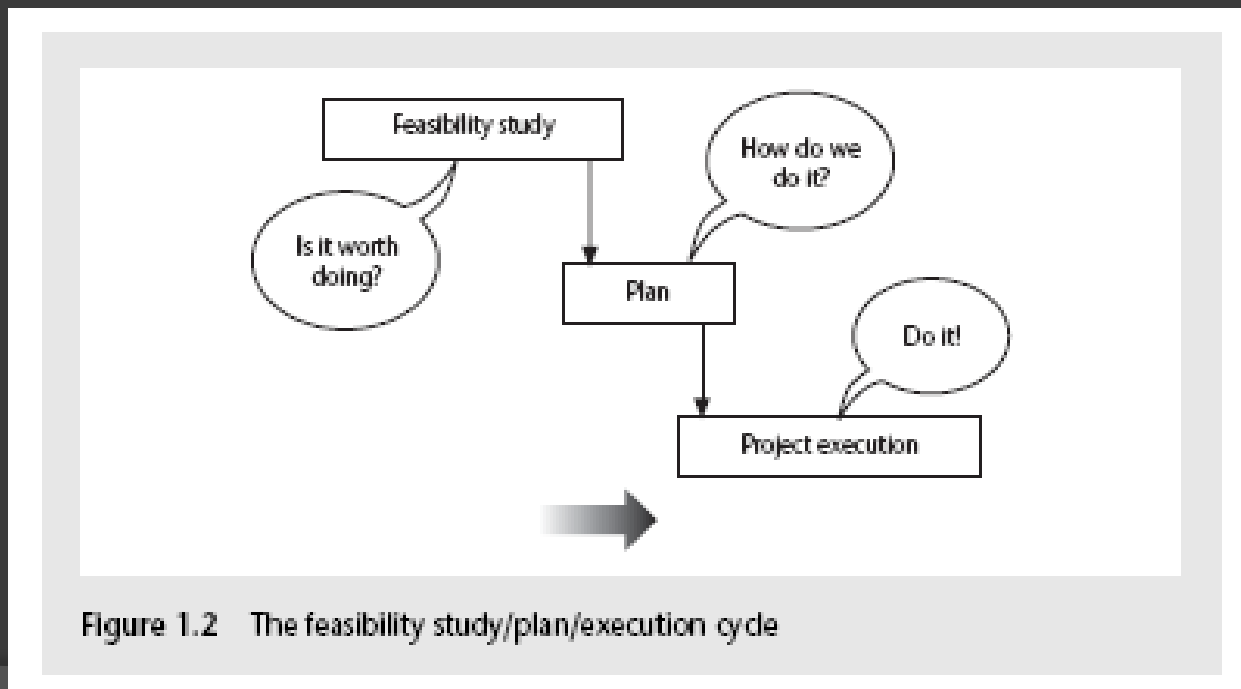 Feasibility study
How do we
do it?
Is it worth
doing?
Plan
Do it!
Project execution
Figure 1.2 The feasibility study/plan/execution cycle